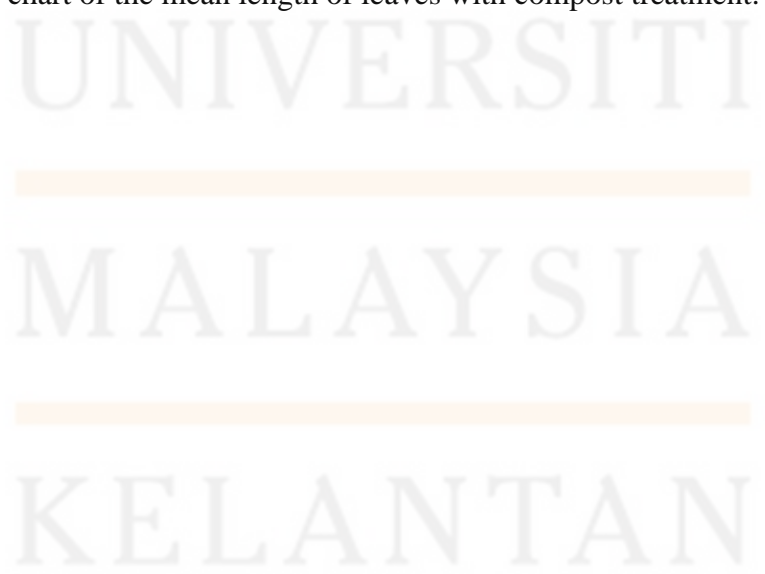 chart of the mean length of leaves with compost treatment.
UNIVERSITI
MALAYSIA
KELANTAN